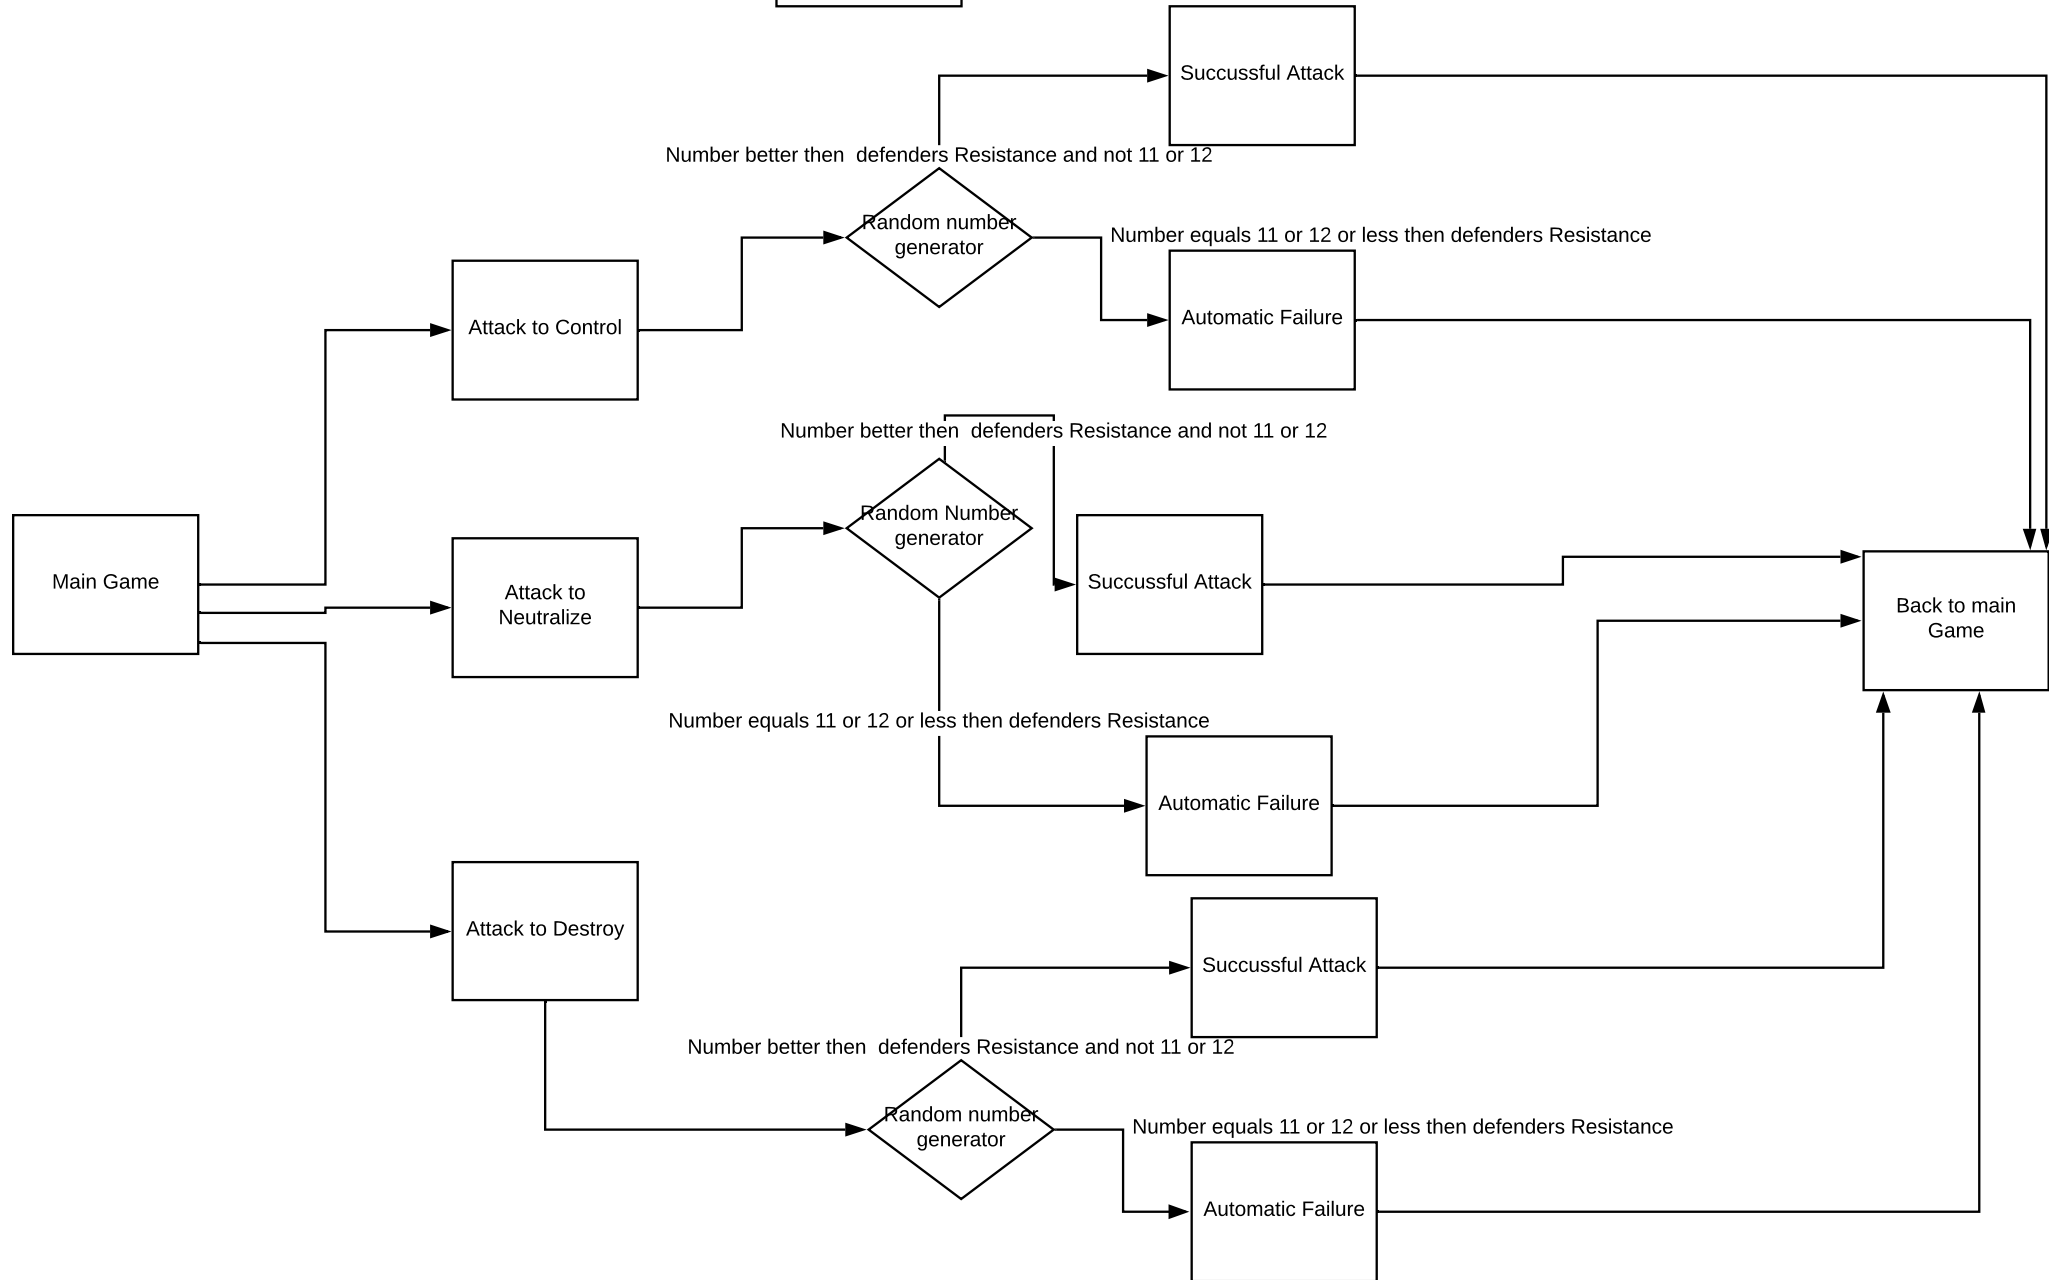 Succussful Attack
Number better then  defenders Resistance and not 11 or 12
Random number
generator
Number equals 11 or 12 or less then defenders Resistance
Attack to Control
Automatic Failure
Number better then  defenders Resistance and not 11 or 12
Random Number
generator
Main Game
Attack to
Neutralize
Succussful Attack
Back to main
Game
Number equals 11 or 12 or less then defenders Resistance
Automatic Failure
Attack to Destroy
Succussful Attack
Number better then  defenders Resistance and not 11 or 12
Random number
generator
Number equals 11 or 12 or less then defenders Resistance
Automatic Failure